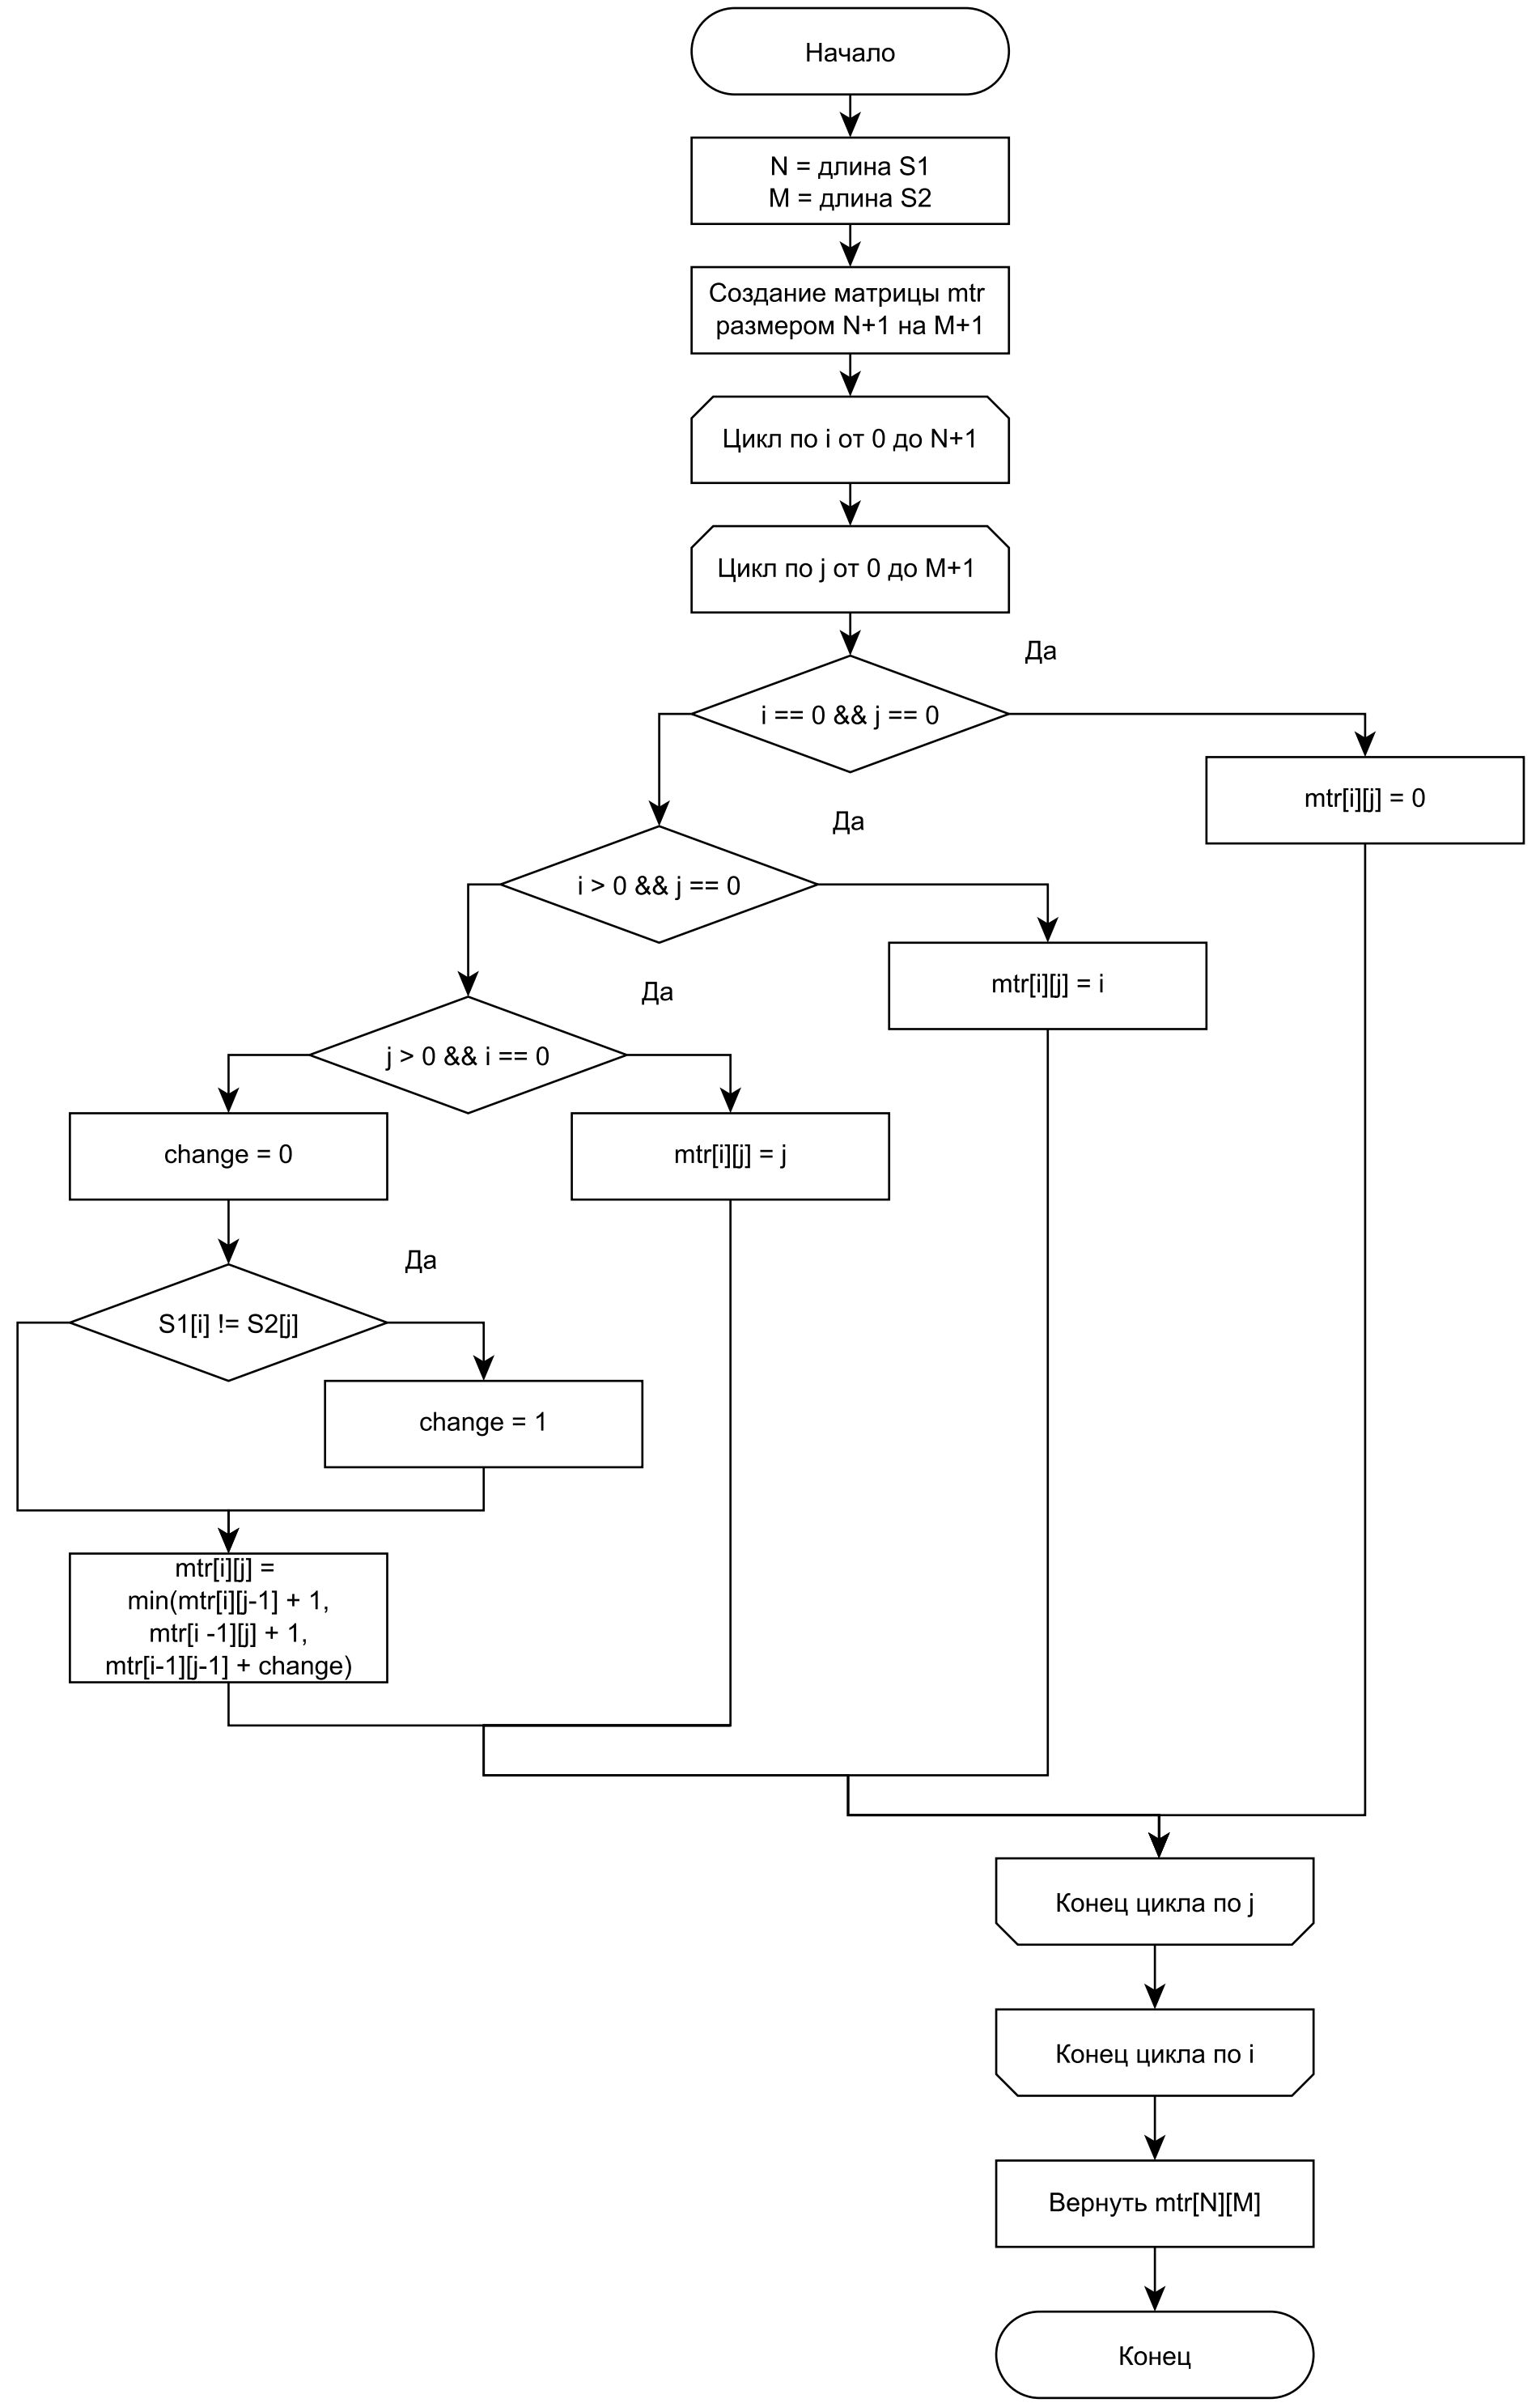 Начало
N = длина S1
M = длина S2
Создание матрицы mtr
размером N+1 на M+1
Цикл по i от 0 до N+1
Цикл по j от 0 до M+1
Да
i == 0 && j == 0
mtr[i][j] = 0
Да
i > 0 && j == 0
mtr[i][j] = i
Да
j > 0 && i == 0
change = 0
mtr[i][j] = j
Да
S1[i] != S2[j]
change = 1
mtr[i][j] =
min(mtr[i][j-1] + 1,
mtr[i -1][j] + 1,
mtr[i-1][j-1] + change)
Конец цикла по j
Конец цикла по i
Вернуть mtr[N][M]
Конец